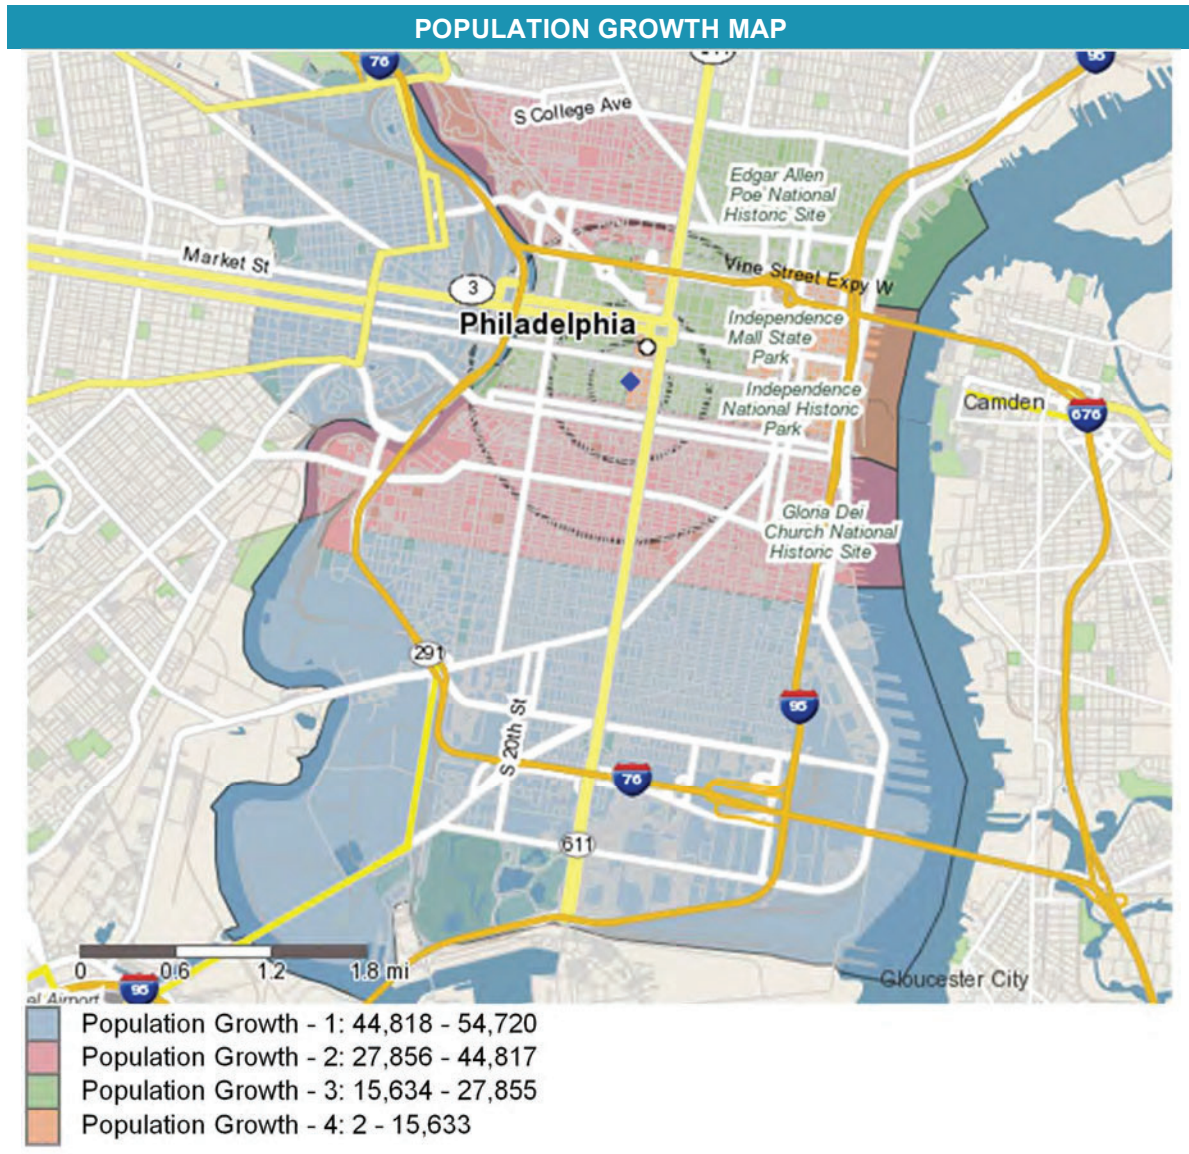 POPULATION GROWTH MAP
76
95
S College Ave
Edgar Allen
Poe National
Historic Site
Market St
Vine Street Expy W
3
Philadelphia
Independence
Mall State
Park
Independence
National Historic
Park
Camden
676
Gloria Dei
Church National
Historic Site
291
95
S 20th St
76
611
0 0.6 1.2 1.8 mi
Gloucester City
95
al Airport
Population Growth - 1: 44,818 - 54,720
Population Growth - 2: 27,856 - 44,817
Population Growth - 3: 15,634 - 27,855
Population Growth - 4: 2 - 15,633